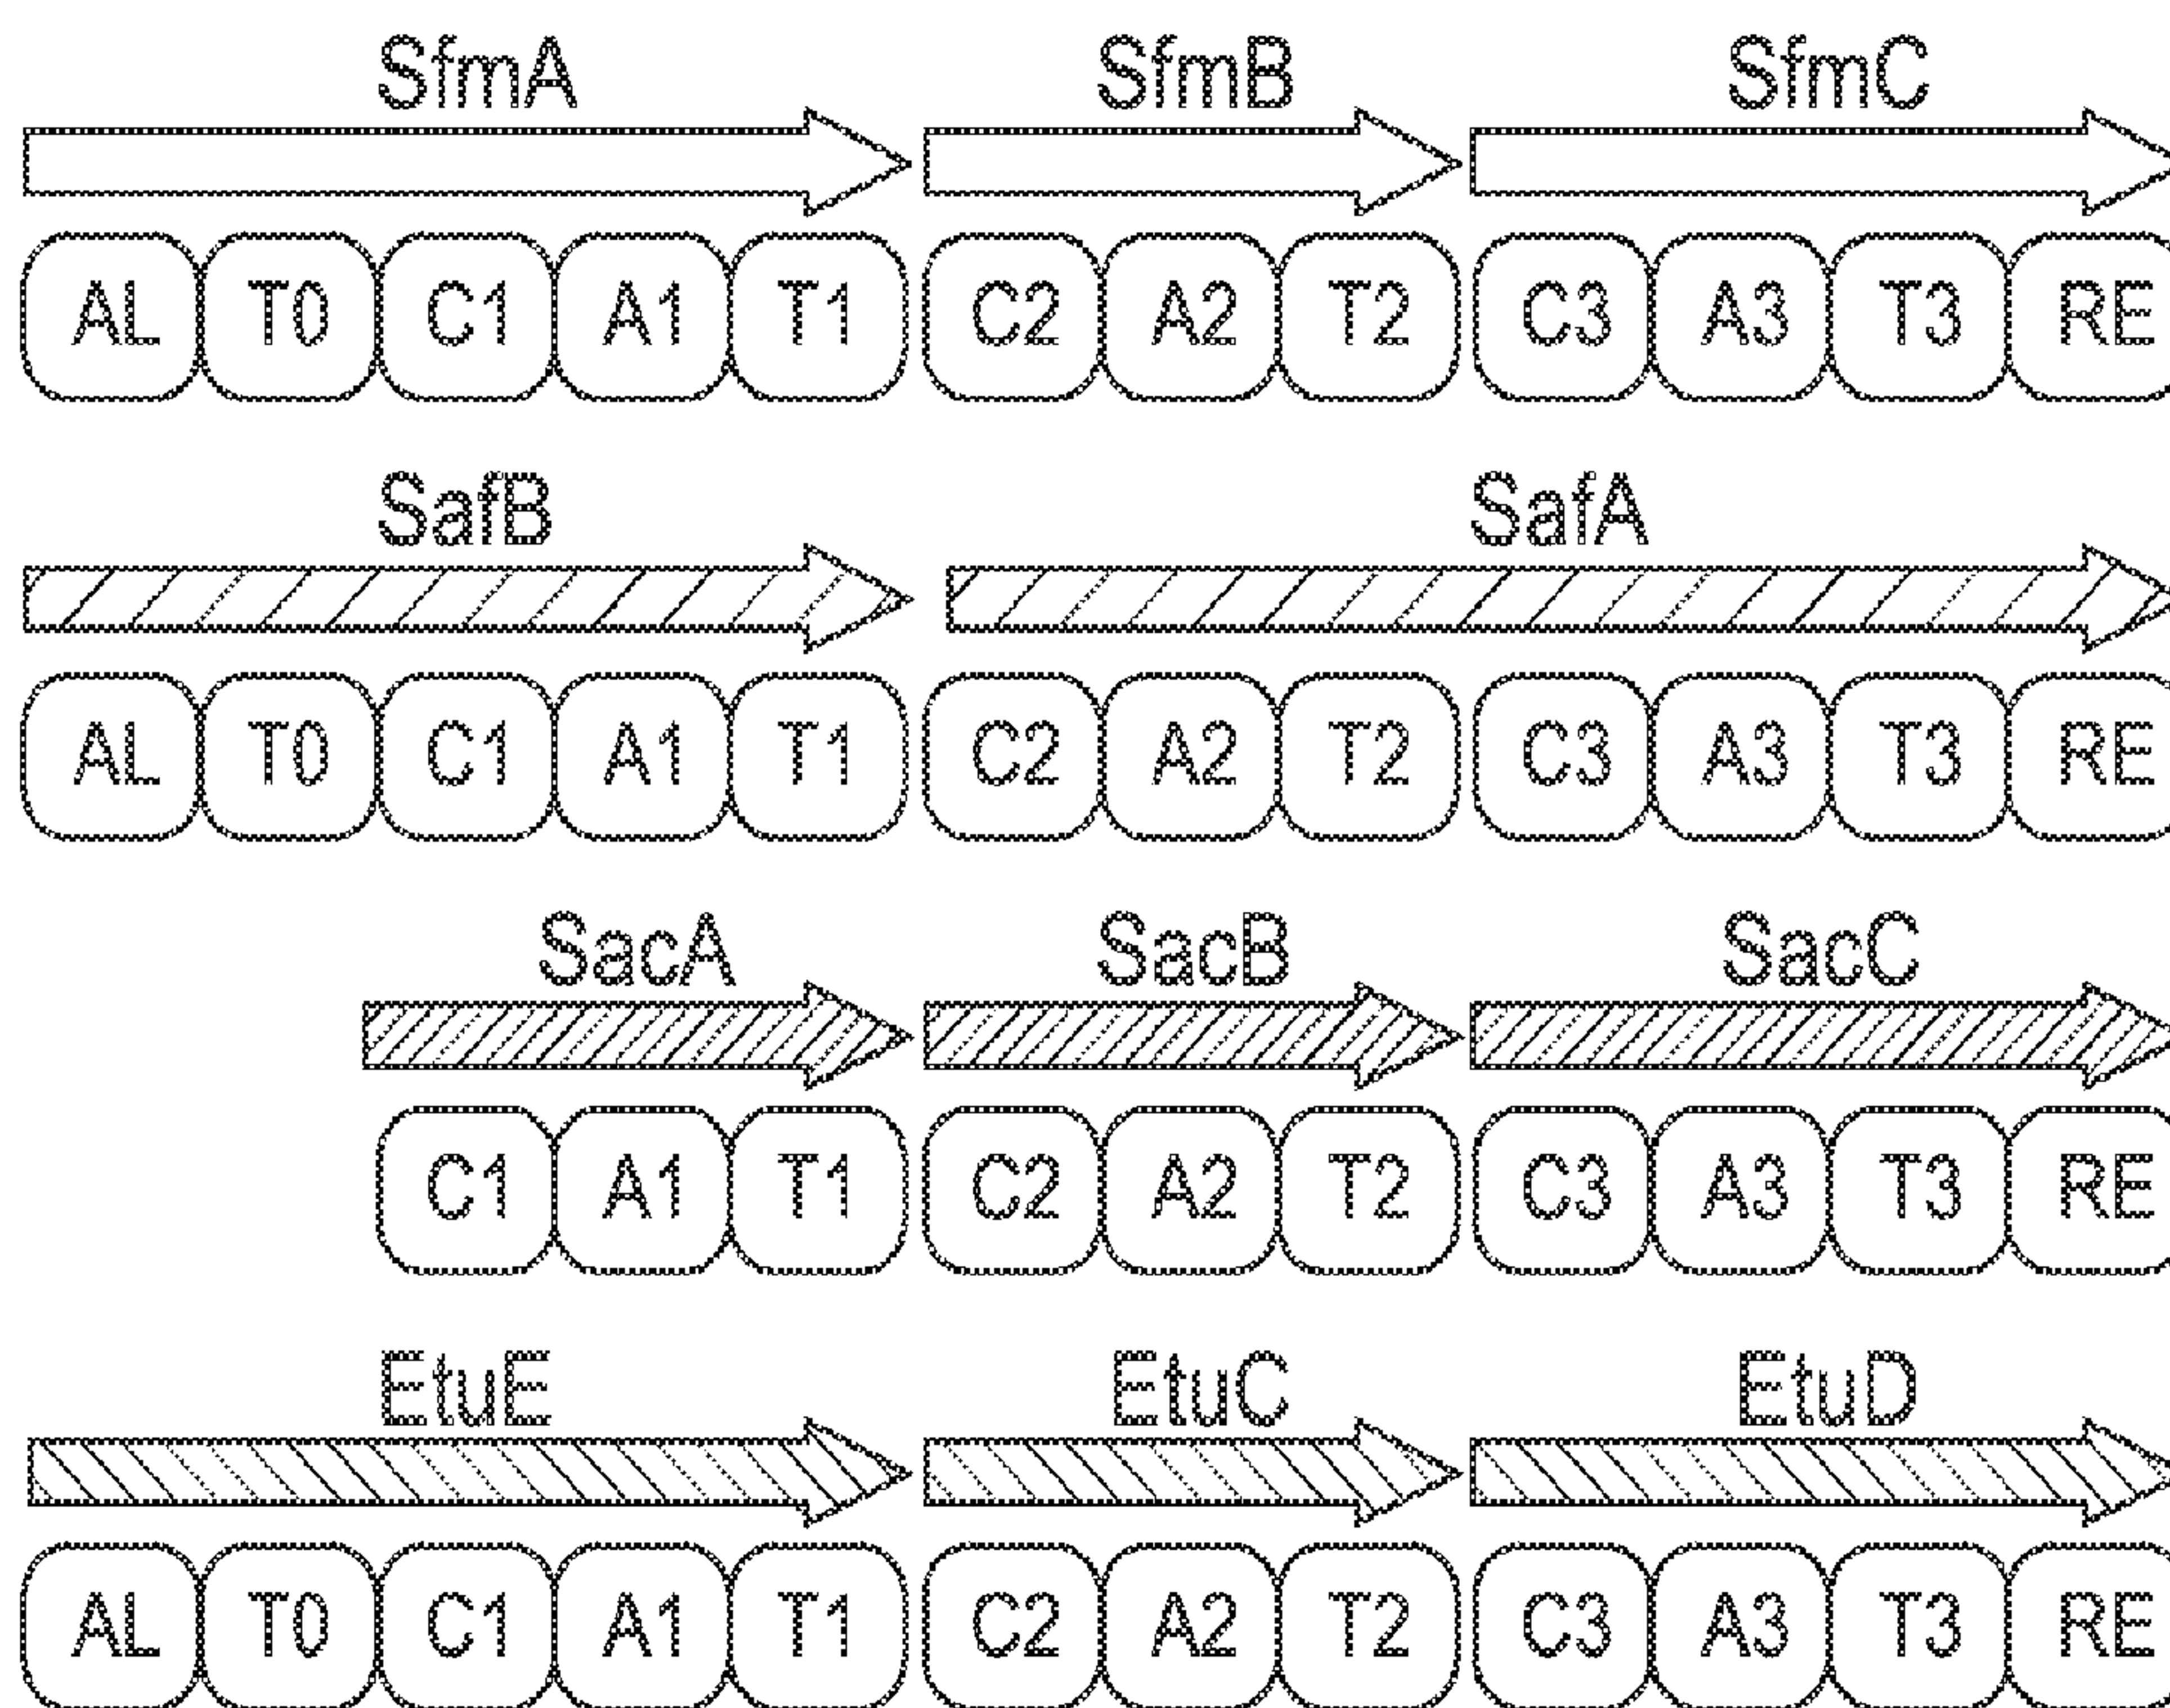 SfmA SfmB SfmC
AL T0 C1 A1 T1 C2 A2 T2 C3 A3 T3 RE
SafB SafA
AL T0 C1 A1 T1 C2 A2 T2 C3 A3 T3 RE
SacA SacB SacC
C1 A1 T1 C2 A2 T2 C3 A3 T3 RE
EtuE EtuC EtuD
AL T0 C1 A1 T1 C2 A2 T2 C3 A3 T3 RE